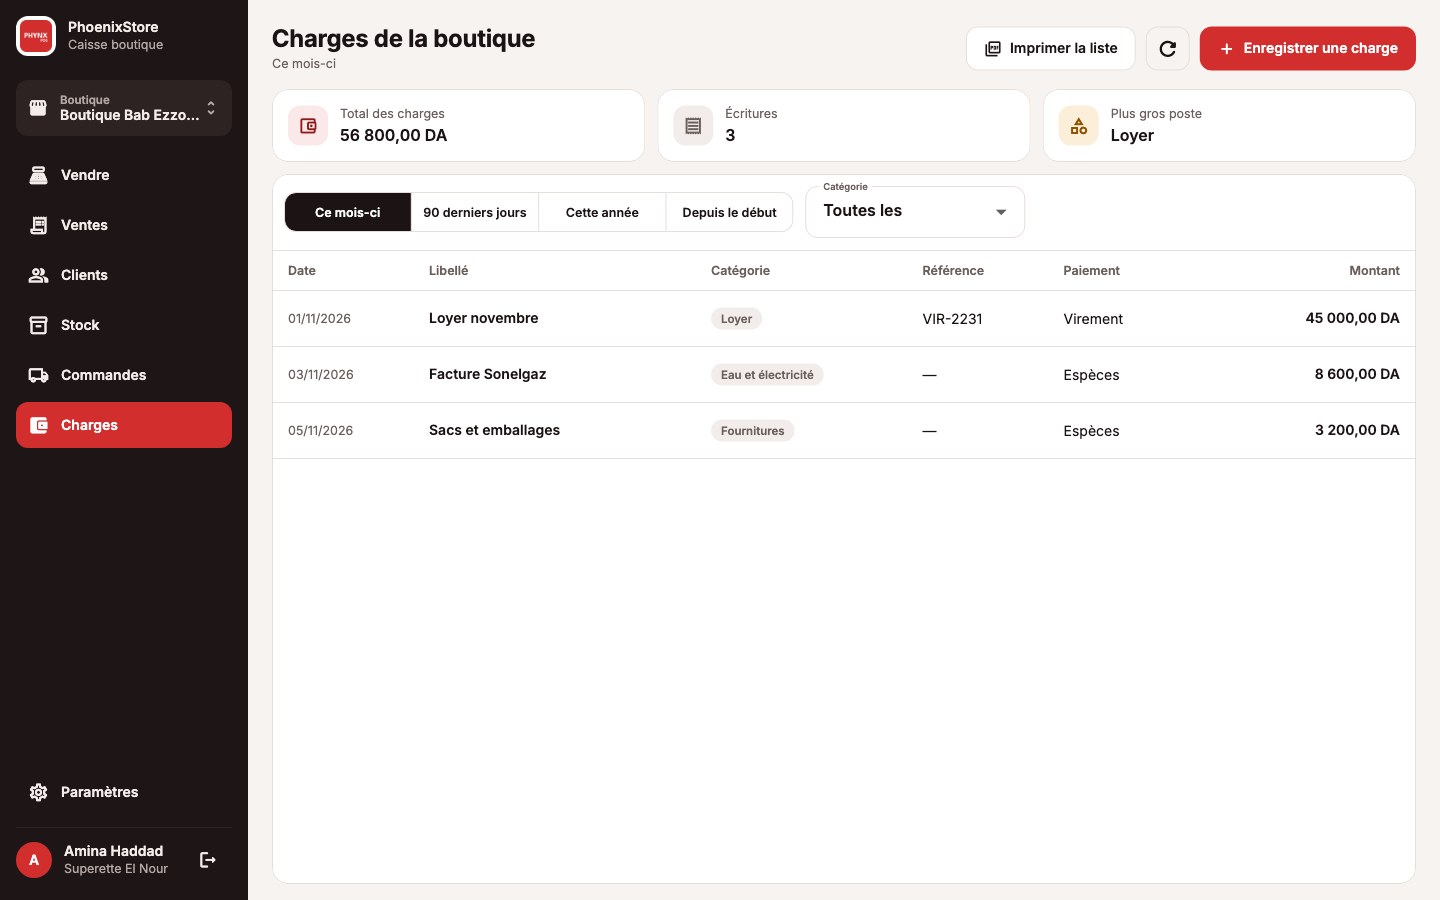 PHYNX
PhoenixStore
Caisse boutique
Boutique
Boutique Bab Ezzo...
Vendre
Ventes
Clients
Stock
Commandes
Charges
Paramètres
A
Amina Haddad
Superette El Nour
Charges de la boutique
Ce mois-ci
Imprimer la liste
Enregistrer une charge
Total des charges
56 800,00 DA
Écritures
3
Plus gros poste
Loyer
Ce mois-ci 90 derniers jours Cette année Depuis le début
Catégorie
Toutes les
Date Libellé Catégorie Référence Paiement Montant
01/11/2026 Loyer novembre Loyer VIR-2231 Virement 45 000,00 DA
03/11/2026 Facture Sonelgaz Eau et électricité — Espèces 8 600,00 DA
05/11/2026 Sacs et emballages Fournitures — Espèces 3 200,00 DA